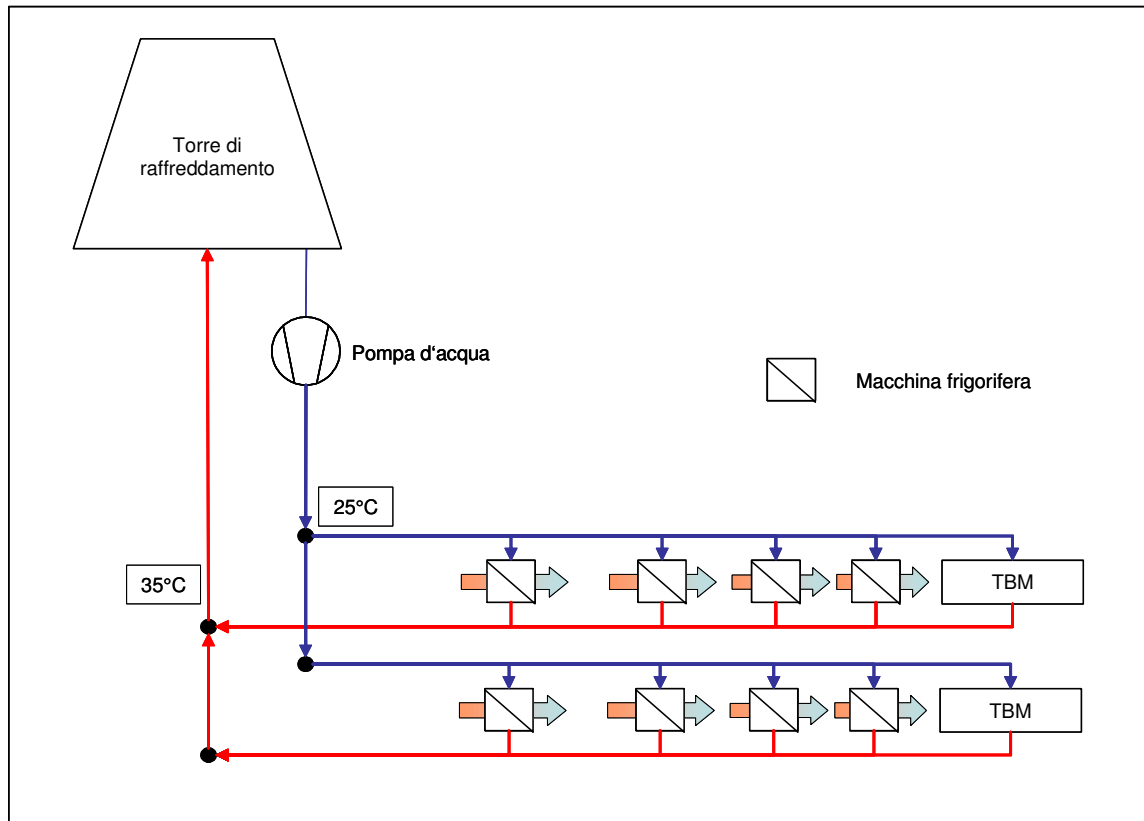 Torre di
raffreddamento
Pompa d‘acqua
Macchina frigorifera
25°C
35°C
TBM
TBM